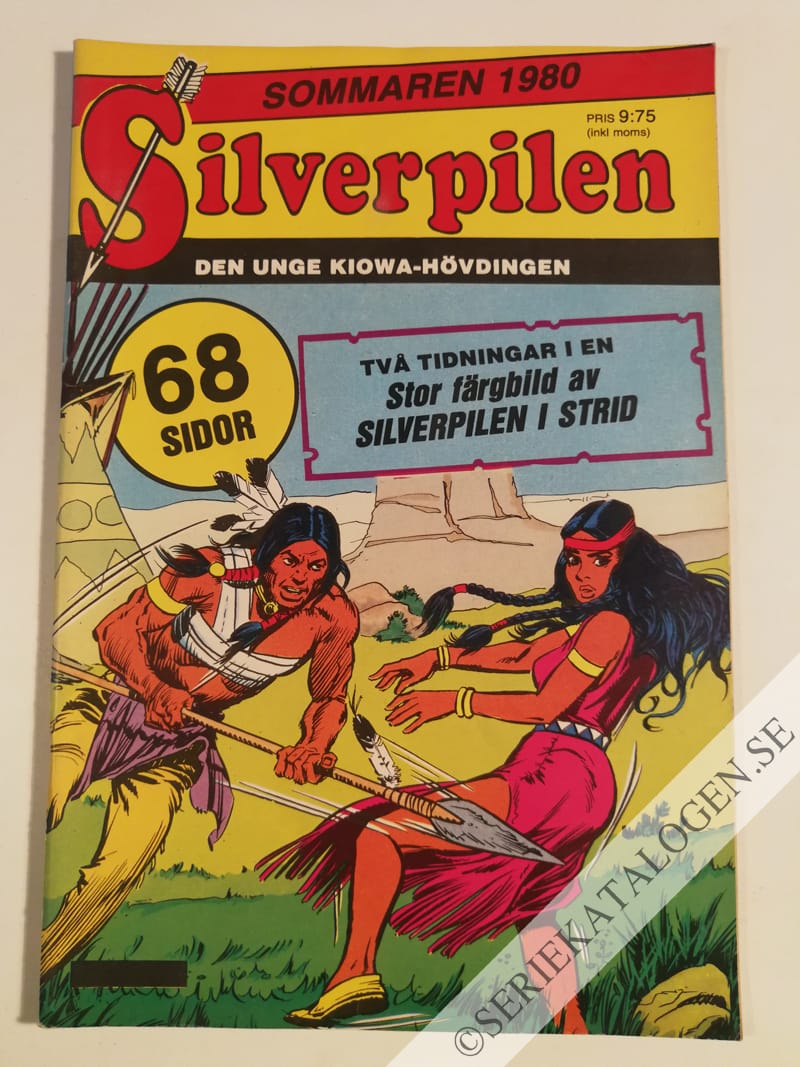 SOMMAREN 1980
PRIS 9:75
(inkl moms)
Silverpilen
DEN UNGE KIOWA-HÖVDINGEN
68
SIDOR
TVÅ TIDNINGAR I EN
Stor färgbild av
SILVERPILEN I STRID
© SERIEKATALOGEN.SE